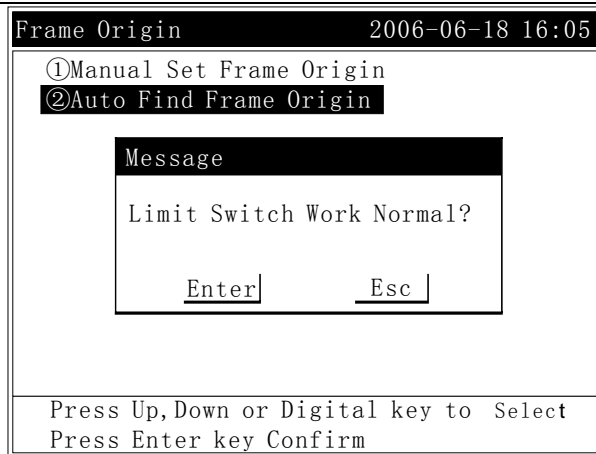 Frame Origin 2006-06-18 16:05
①Manual Set Frame Origin
②Auto Find Frame Origin
Message
Limit Switch Work Normal?
Enter Esc
Press Up,Down or Digital key to Select
Press Enter key Confirm